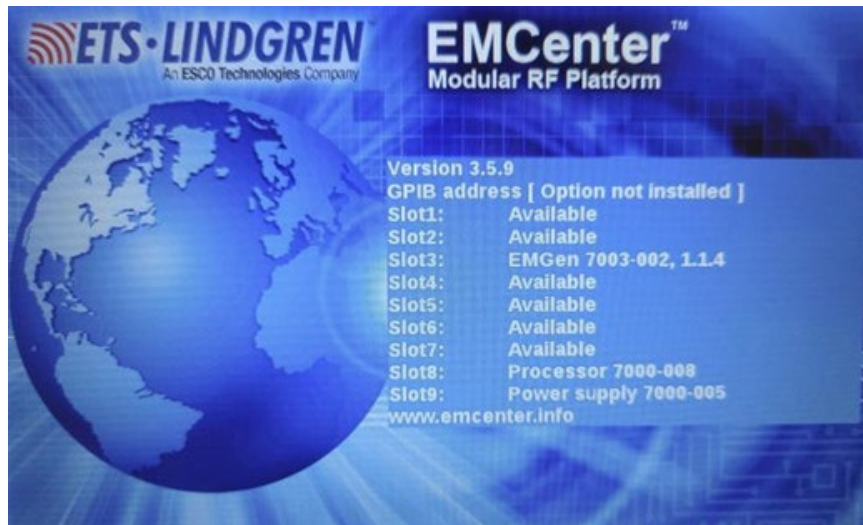 ETS·LINDGREN
An ESCO Technologies Company
EMCenter™
Modular RF Platform
Version 3.5.9
GPIB address [ Option not installed ]
Slot1: Available
Slot2: Available
Slot3: EMGen 7003-002, 1.1.4
Slot4: Available
Slot5: Available
Slot6: Available
Slot7: Available
Slot8: Processor 7000-008
Slot9: Power supply 7000-005
www.emcenter.info